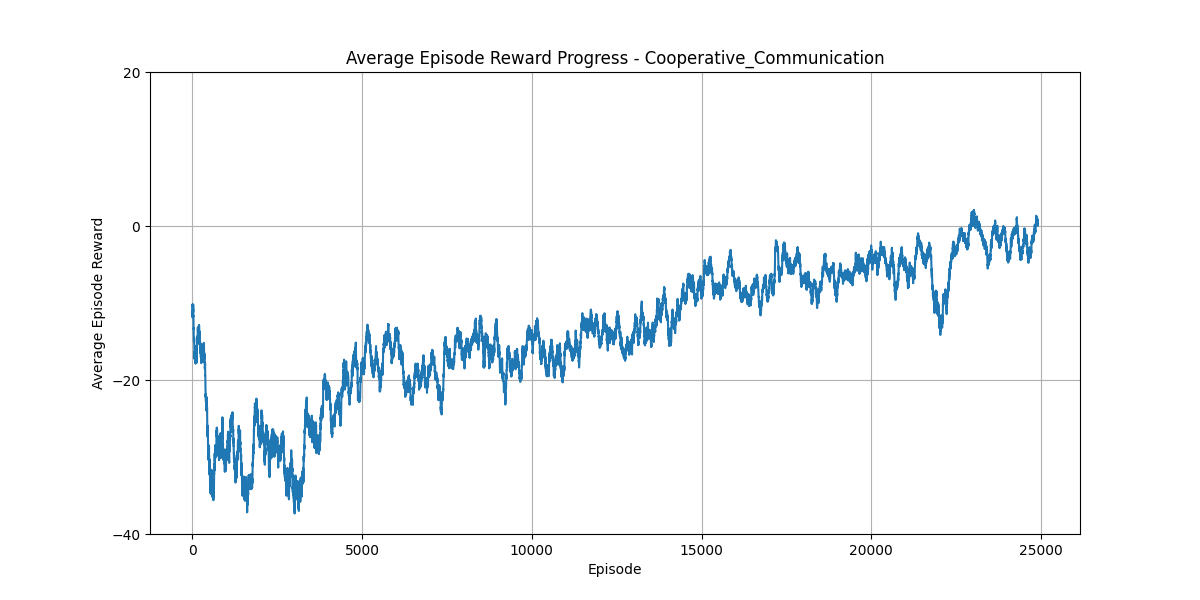 Average Episode Reward Progress - Cooperative_Communication
20
0
−20
−40
Average Episode Reward
0 5000 10000 15000 20000 25000
Episode